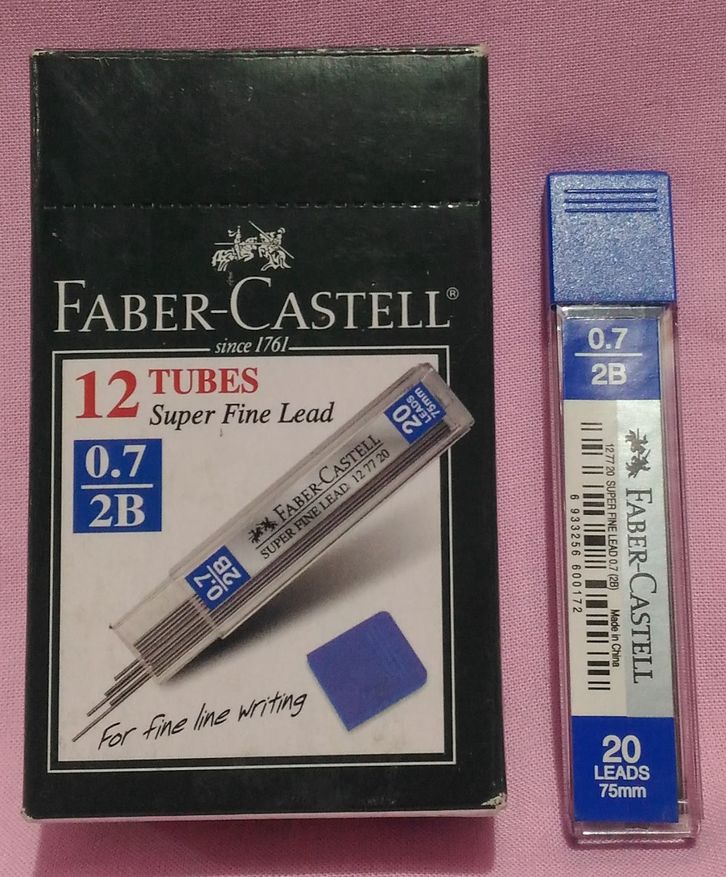 FABER-CASTELL®
since 1761
12 TUBES
Super Fine Lead
0.7
2B
20
LEADS
75mm
FABER-CASTELL
SUPER FINE LEAD 12 77 20
0.7
2B
For fine line writing
0.7
2B
FABER-CASTELL
12 77 20 SUPER FINE LEAD 0.7 (2B)
Made in China
6 933256 600172
20
LEADS
75mm